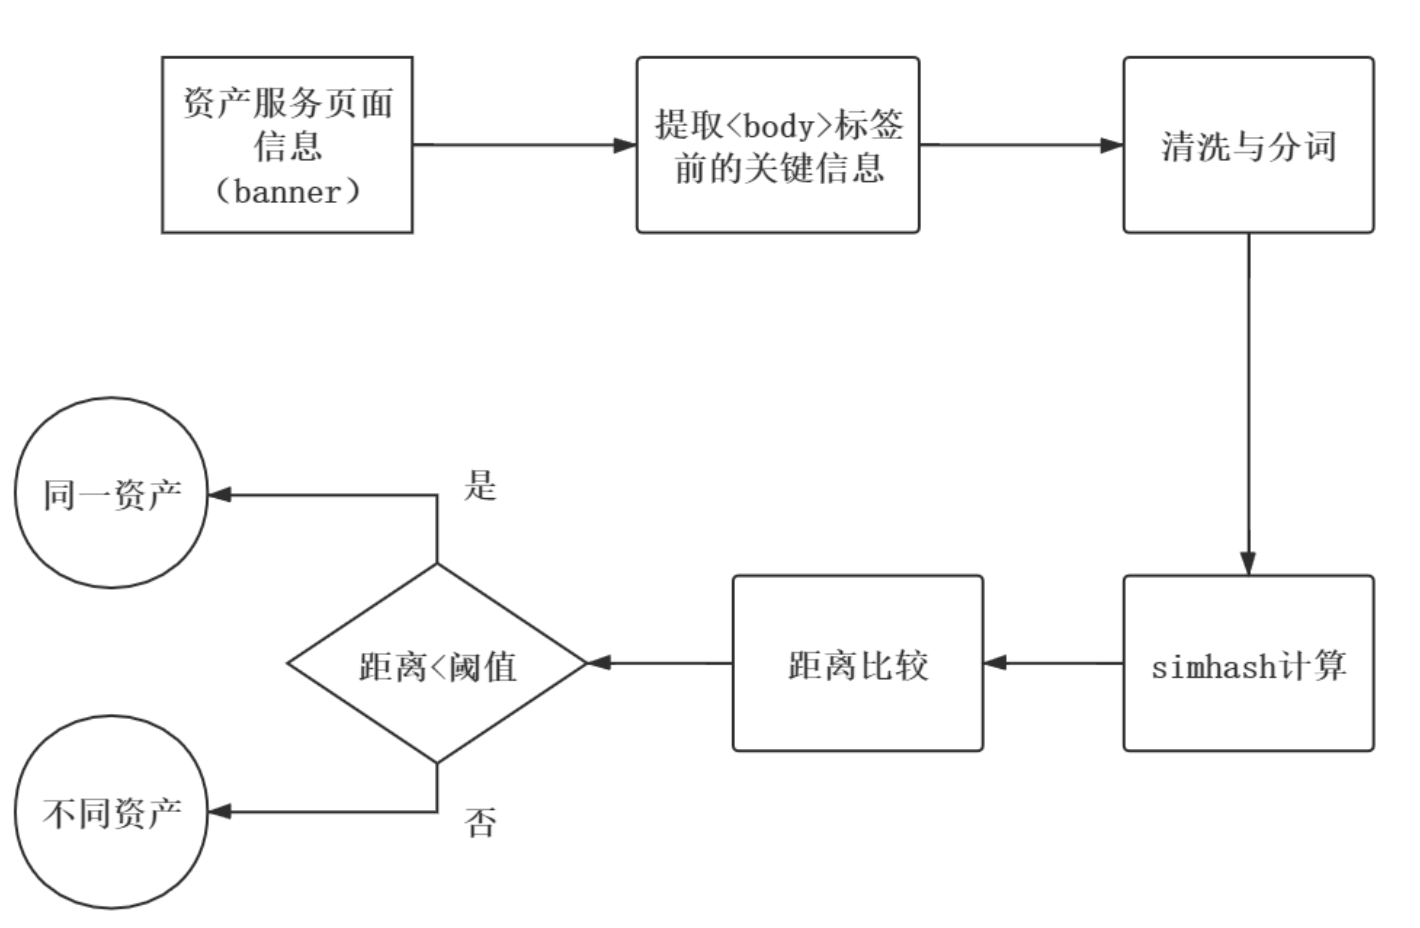 资产服务页面
信息
（banner）
提取<body>标签
前的关键信息
清洗与分词
simhash计算
距离比较
距离<阈值
是
同一资产
否
不同资产